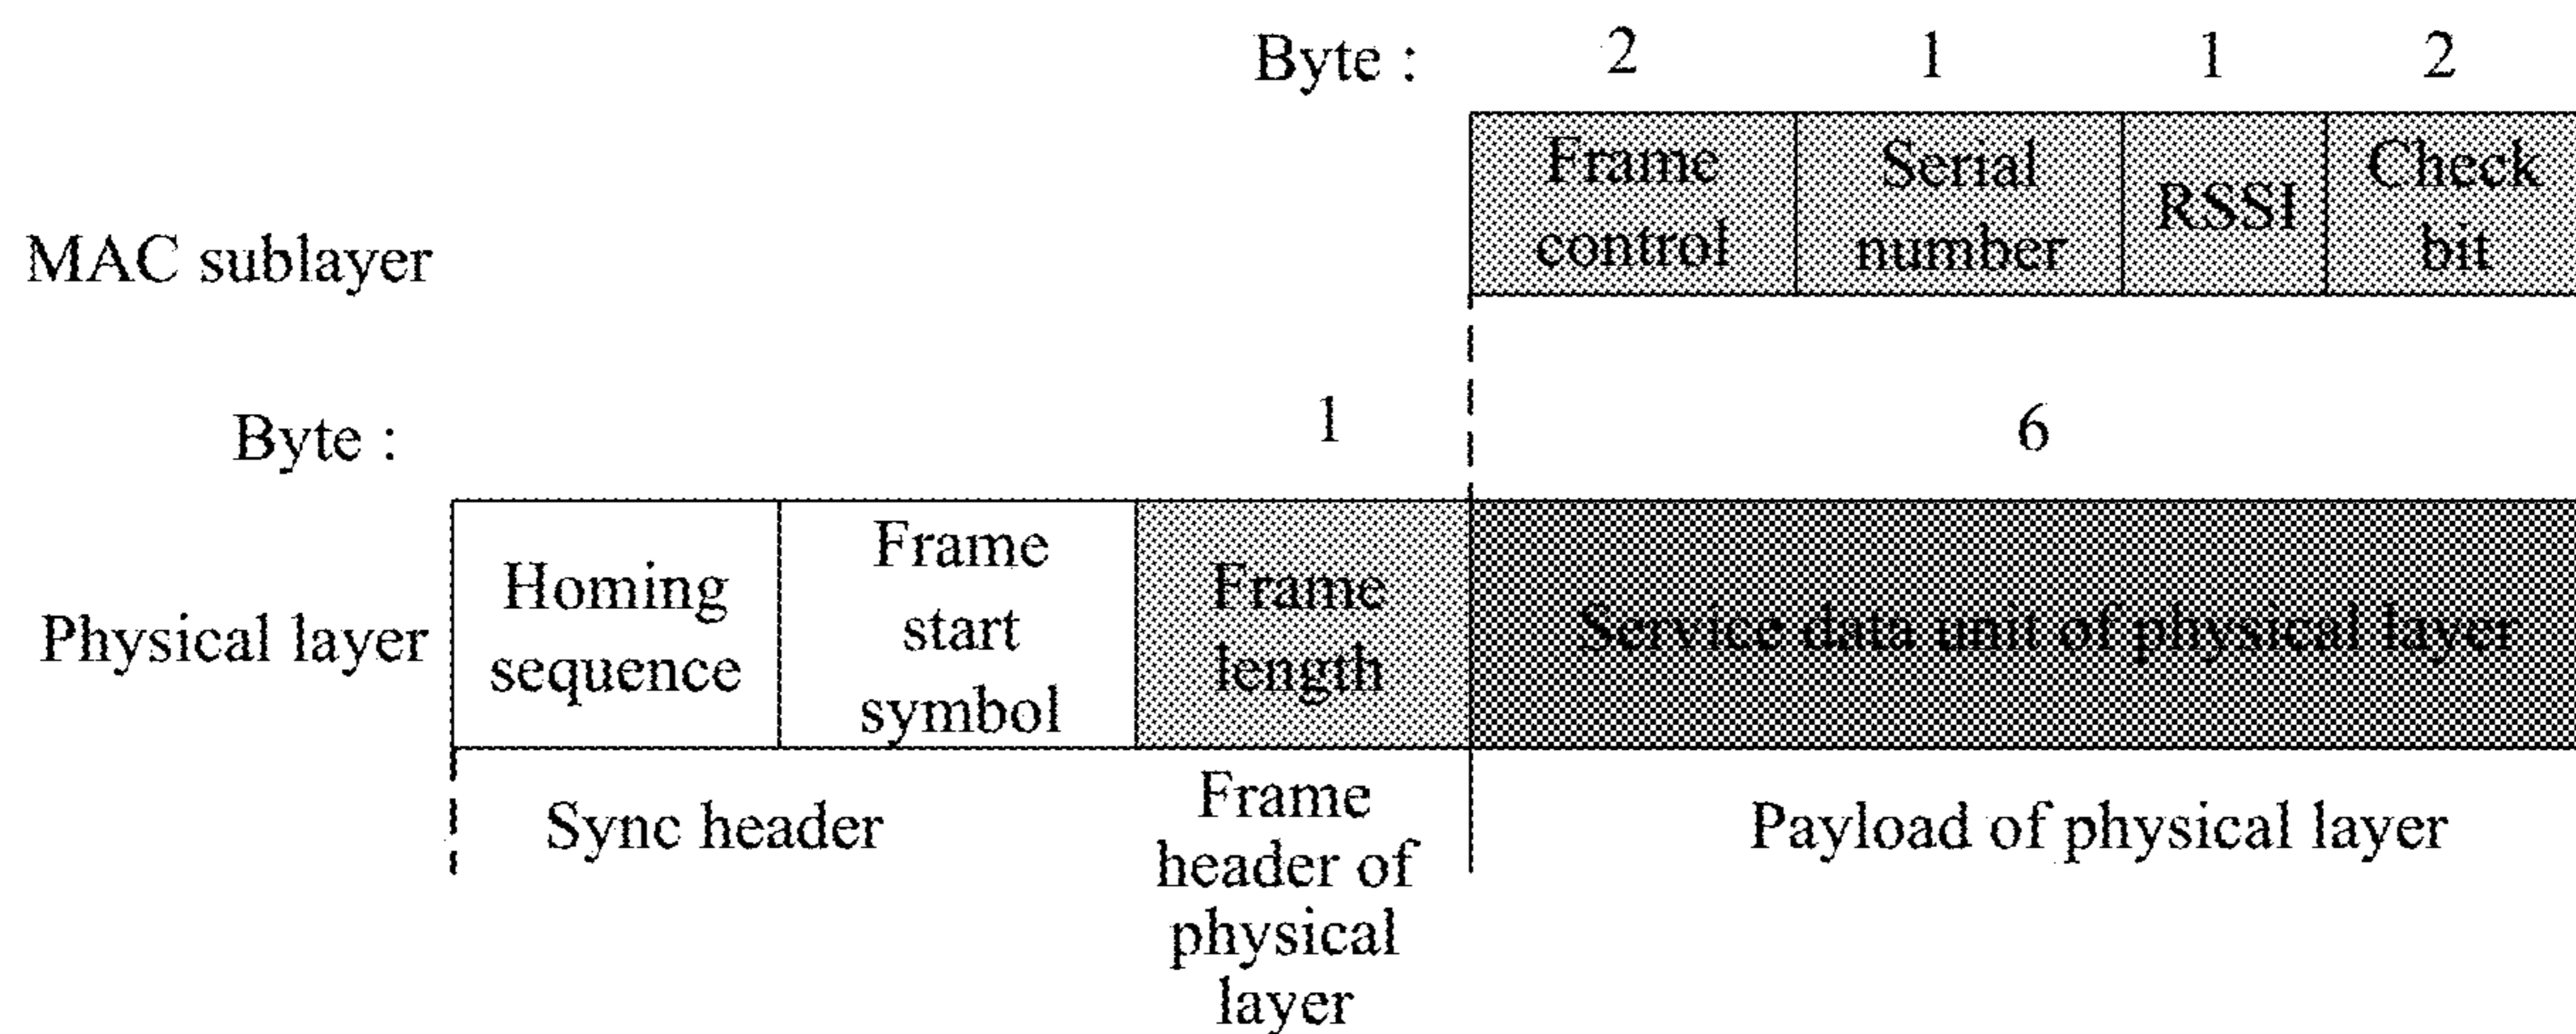 Byte : 2 1 1 2
Frame control
Serial number
RSSI
Check bit
MAC sublayer
Byte : 1 6
Physical layer
Homing sequence
Frame start symbol
Frame length
Service data unit of physical layer
Sync header
Frame header of physical layer
Payload of physical layer